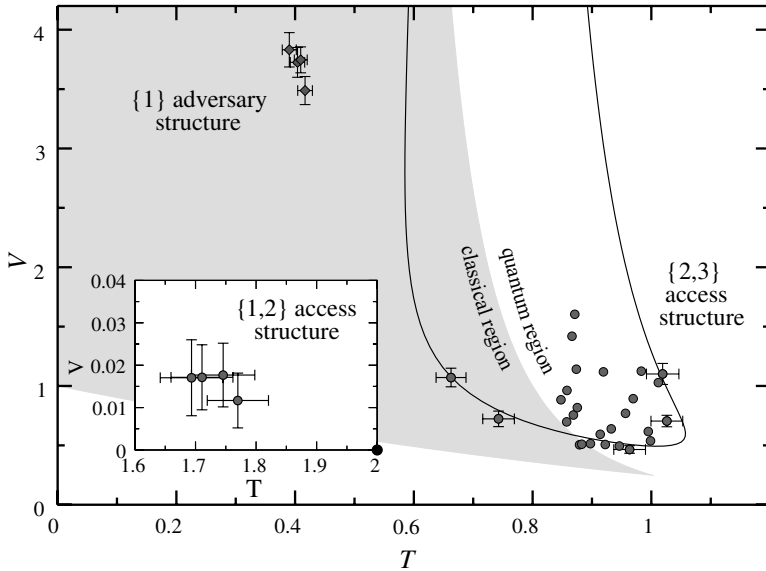 4
3
2
1
0
V
{1} adversary
structure
classical region
quantum region
{2,3}
access
structure
0.04
0.03
0.02
0.01
0
V
{1,2} access
structure
1.6 1.7 1.8 1.9 2
T
0 0.2 0.4 0.6 0.8 1
T